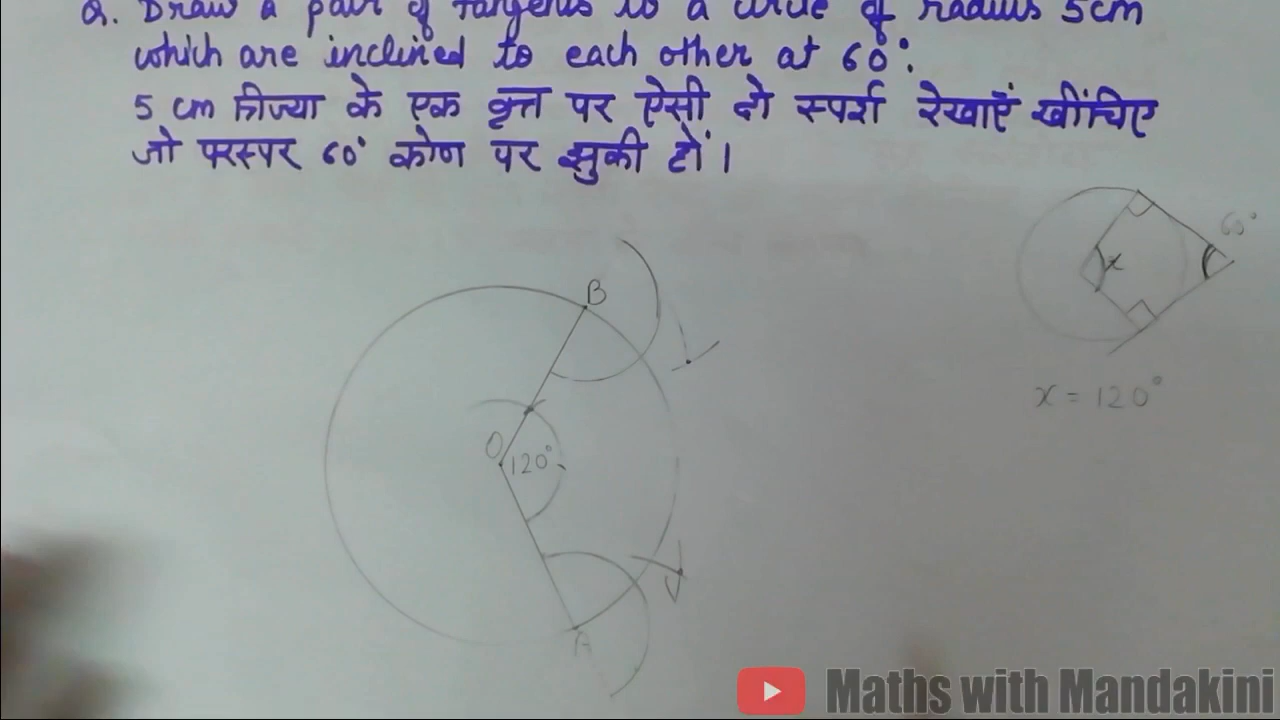 Q. Draw a pair of tangents to a circle of radius 5cm
which are inclined to each other at 60°.
5 cm त्रिज्या के एक वृत्त पर ऐसी दो स्पर्श रेखाएँ खींचिए
जो परस्पर 60° कोण पर झुकी हों।
60°
x
x = 120°
B
O
120°
A
Maths with Mandakini